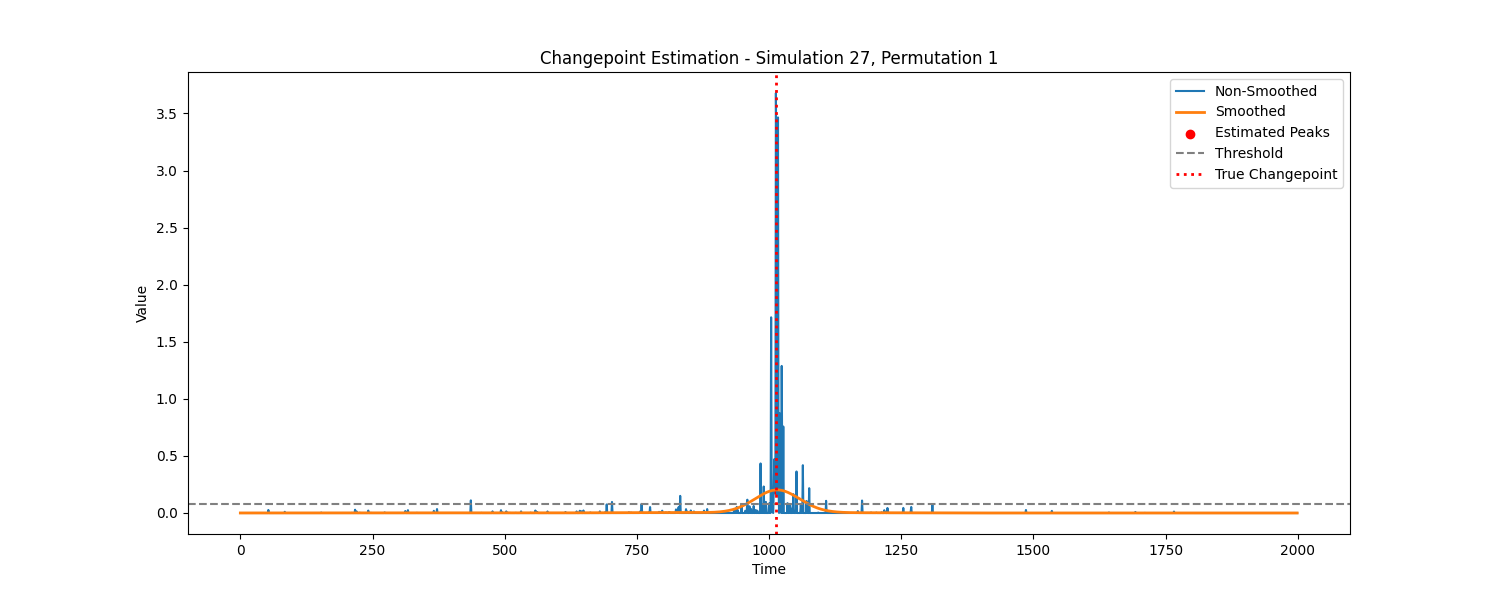 Changepoint Estimation - Simulation 27, Permutation 1
Non-Smoothed
Smoothed
Estimated Peaks
Threshold
True Changepoint
Value
3.5
3.0
2.5
2.0
1.5
1.0
0.5
0.0
0 250 500 750 1000 1250 1500 1750 2000
Time